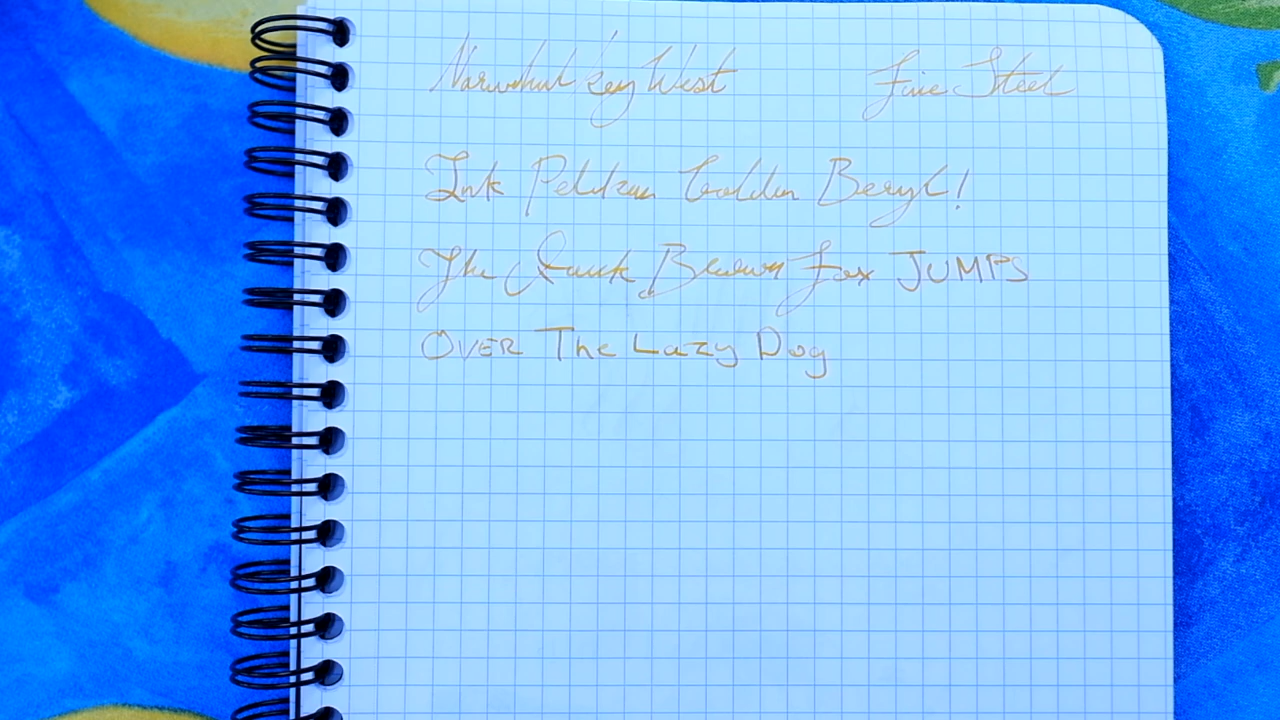 Narwhal Key West Fine Steel
Ink Pelikan Golden Beryl!
The Quick Brown Fox JUMPS
OVER The Lazy Dog